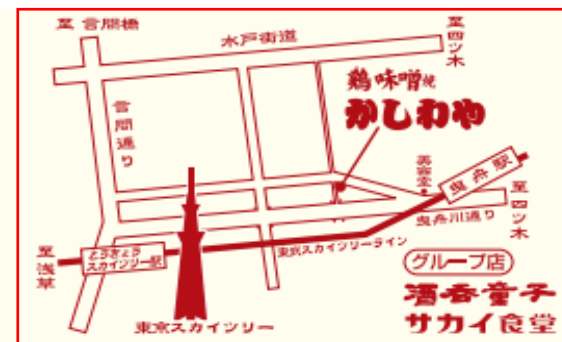 至 言問橋
水戸街道
至四ツ木
言問通り
鶏味噌焼
かしわや
美容室
曳舟駅
至四ツ木
曳舟川通り
東京スカイツリーライン
至浅草
とうきょう
スカイツリー駅
東京スカイツリー
グループ店
酒呑童子
サカイ食堂